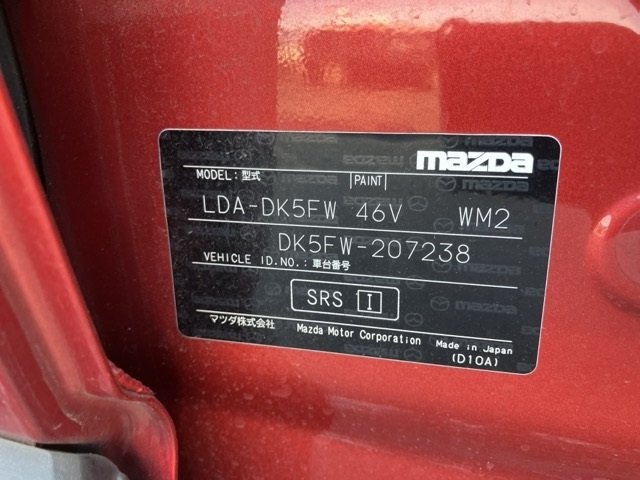 mazda
MODEL:型式 PAINT
LDA-DK5FW 46V WM2
DK5FW-207238
VEHICLE ID.NO.:車台番号
SRS I
マツダ株式会社 Mazda Motor Corporation Made in Japan
(D10A)